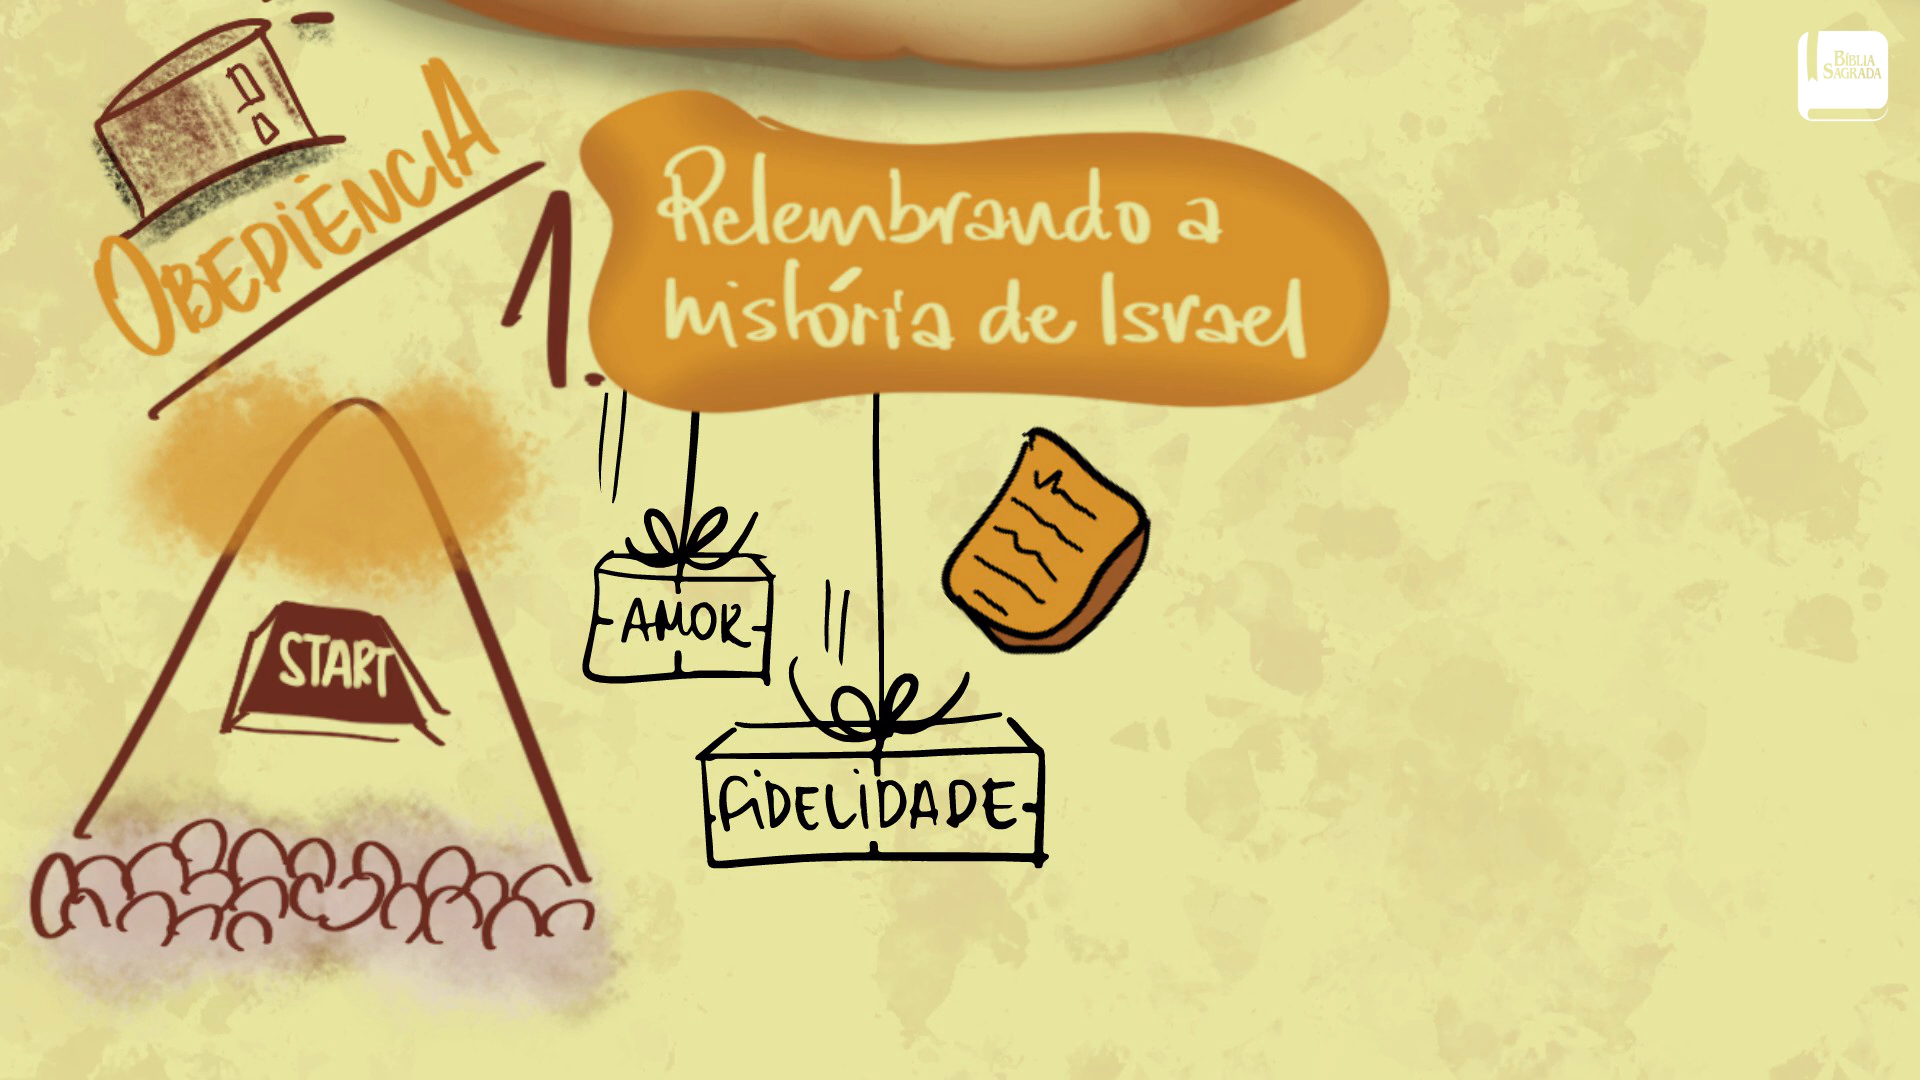 OBEDIÊNCIA
1.
Relembrando a
história de Israel
START
AMOR
FIDELIDADE
BÍBLIA
SAGRADA